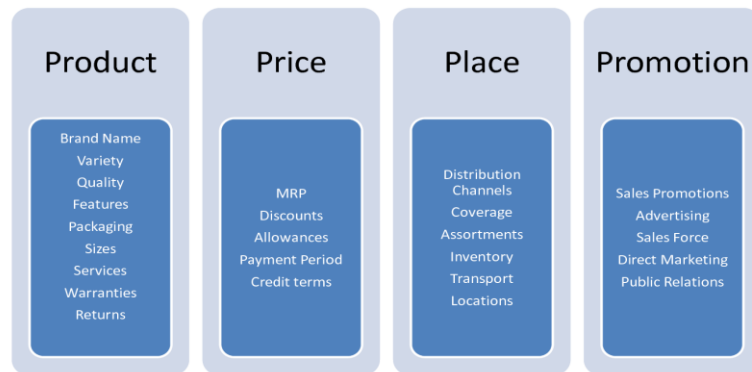 Product
Brand Name
Variety
Quality
Features
Packaging
Sizes
Services
Warranties
Returns
Price
MRP
Discounts
Allowances
Payment Period
Credit terms
Place
Distribution
Channels
Coverage
Assortments
Inventory
Transport
Locations
Promotion
Sales Promotions
Advertising
Sales Force
Direct Marketing
Public Relations